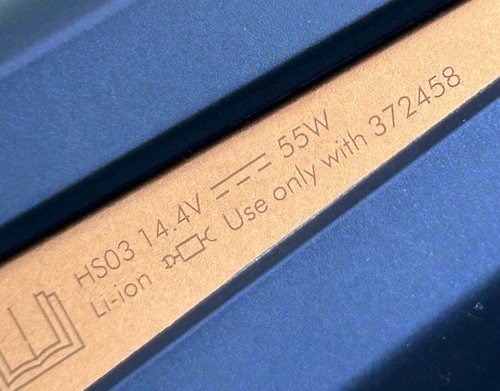 HS03 14.4V ⎓ 55W
Li-ion Use only with 372458